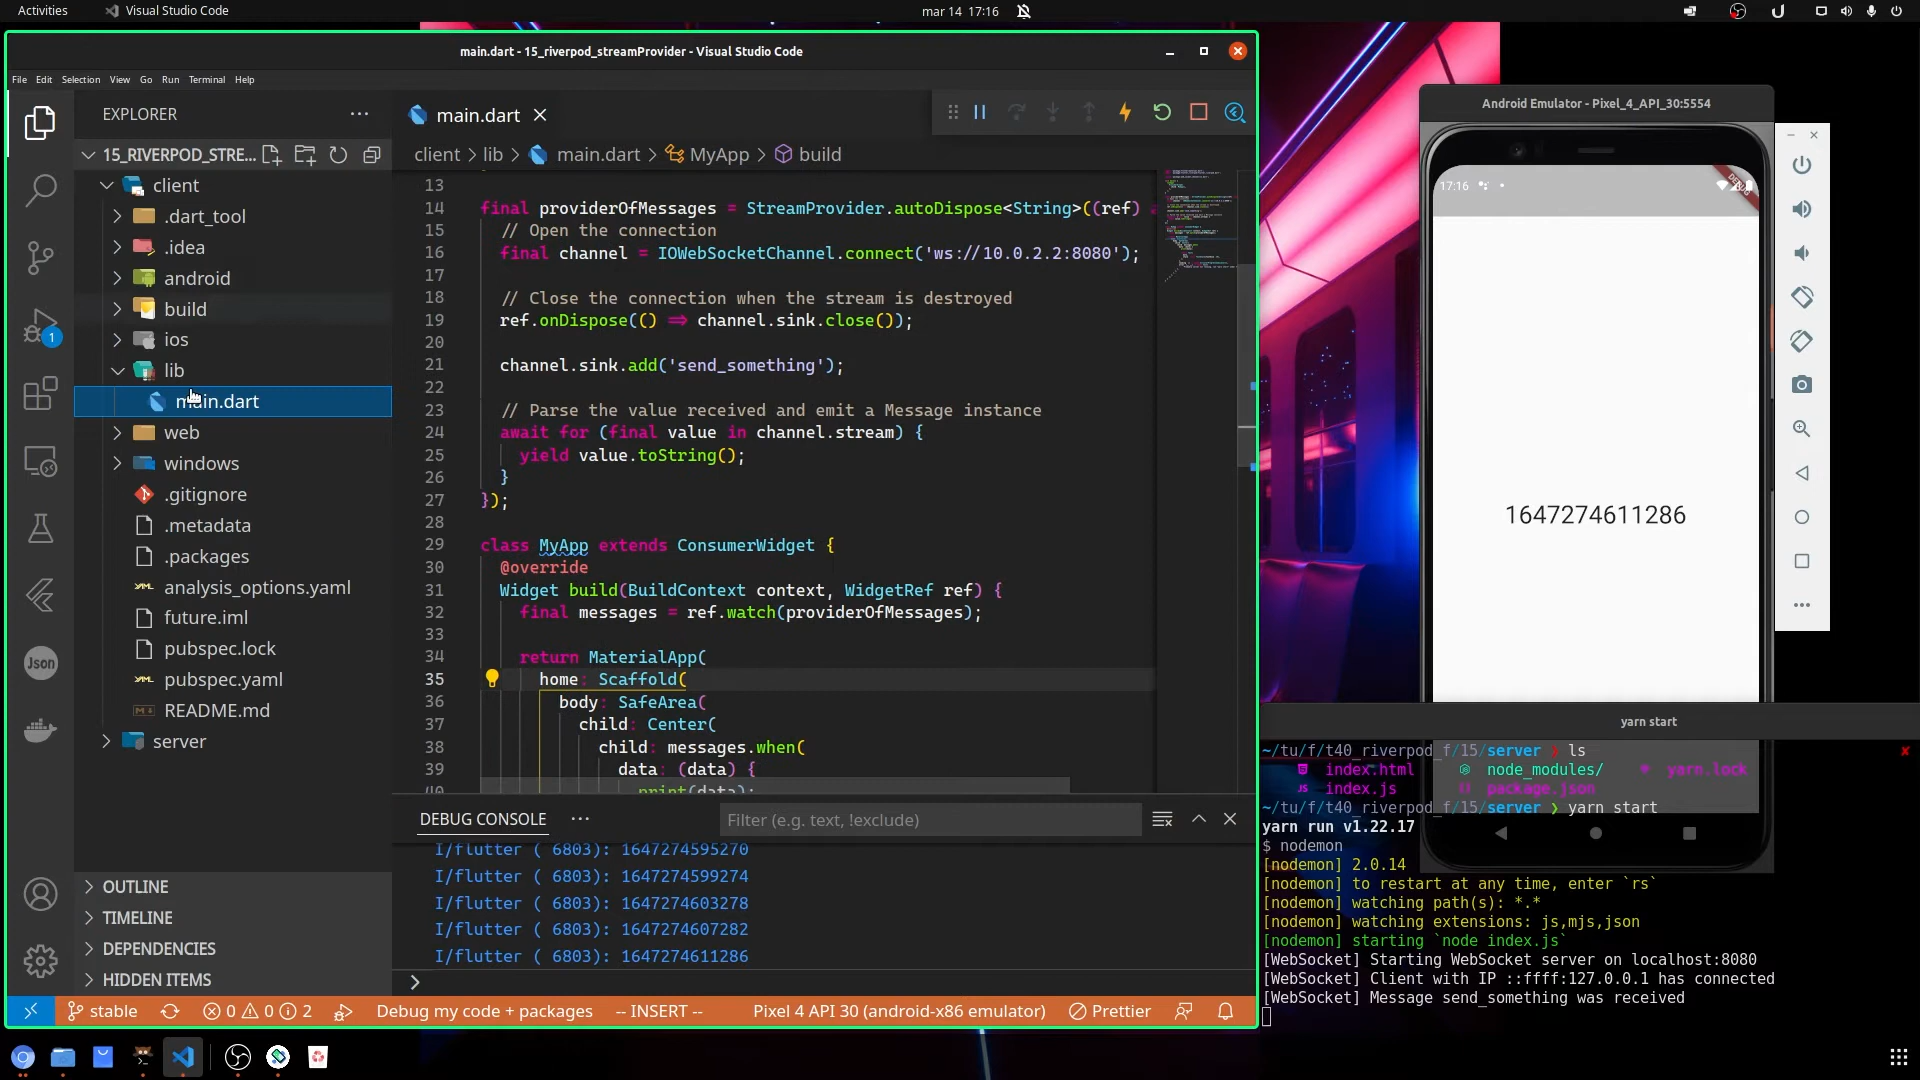 Activities
Visual Studio Code
mar 14 17:16
main.dart - 15_riverpod_streamProvider - Visual Studio Code
File Edit Selection View Go Run Terminal Help
EXPLORER
15_RIVERPOD_STRE...
client
.dart_tool
.idea
android
build
ios
lib
main.dart
web
windows
.gitignore
.metadata
.packages
analysis_options.yaml
future.iml
pubspec.lock
pubspec.yaml
README.md
server
OUTLINE
TIMELINE
DEPENDENCIES
HIDDEN ITEMS
1
Json
main.dart
client > lib > main.dart > MyApp > build
13
14 final providerOfMessages = StreamProvider.autoDispose<String>((ref)
15 // Open the connection
16 final channel = IOWebSocketChannel.connect('ws://10.0.2.2:8080');
17
18 // Close the connection when the stream is destroyed
19 ref.onDispose(() => channel.sink.close());
20
21 channel.sink.add('send_something');
22
23 // Parse the value received and emit a Message instance
24 await for (final value in channel.stream) {
25 yield value.toString();
26 }
27 });
28
29 class MyApp extends ConsumerWidget {
30 @override
31 Widget build(BuildContext context, WidgetRef ref) {
32 final messages = ref.watch(providerOfMessages);
33
34 return MaterialApp(
35 home: Scaffold(
36 body: SafeArea(
37 child: Center(
38 child: messages.when(
39 data: (data) {
40 print(data);
DEBUG CONSOLE
Filter (e.g. text, !exclude)
I/flutter ( 6803): 1647274595270
I/flutter ( 6803): 1647274599274
I/flutter ( 6803): 1647274603278
I/flutter ( 6803): 1647274607282
I/flutter ( 6803): 1647274611286
stable
0 0 2
Debug my code + packages
-- INSERT --
Pixel 4 API 30 (android-x86 emulator)
Prettier
Android Emulator - Pixel_4_API_30:5554
17:16
DEBUG
1647274611286
yarn start
~/tu/f/t40_riverpod_f/15/server ls
index.html node_modules/ yarn.lock
index.js package.json
~/tu/f/t40_riverpod_f/15/server ❯ yarn start
yarn run v1.22.17
$ nodemon
[nodemon] 2.0.14
[nodemon] to restart at any time, enter `rs`
[nodemon] watching path(s): *.*
[nodemon] watching extensions: js,mjs,json
[nodemon] starting `node index.js`
[WebSocket] Starting WebSocket server on localhost:8080
[WebSocket] Client with IP ::ffff:127.0.0.1 has connected
[WebSocket] Message send_something was received